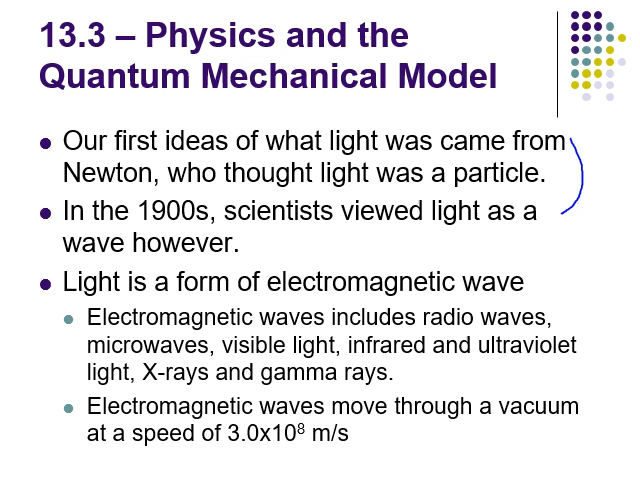 13.3 – Physics and the
Quantum Mechanical Model
Our first ideas of what light was came from
Newton, who thought light was a particle.
In the 1900s, scientists viewed light as a
wave however.
Light is a form of electromagnetic wave
Electromagnetic waves includes radio waves,
microwaves, visible light, infrared and ultraviolet
light, X-rays and gamma rays.
Electromagnetic waves move through a vacuum
at a speed of 3.0x10⁸ m/s